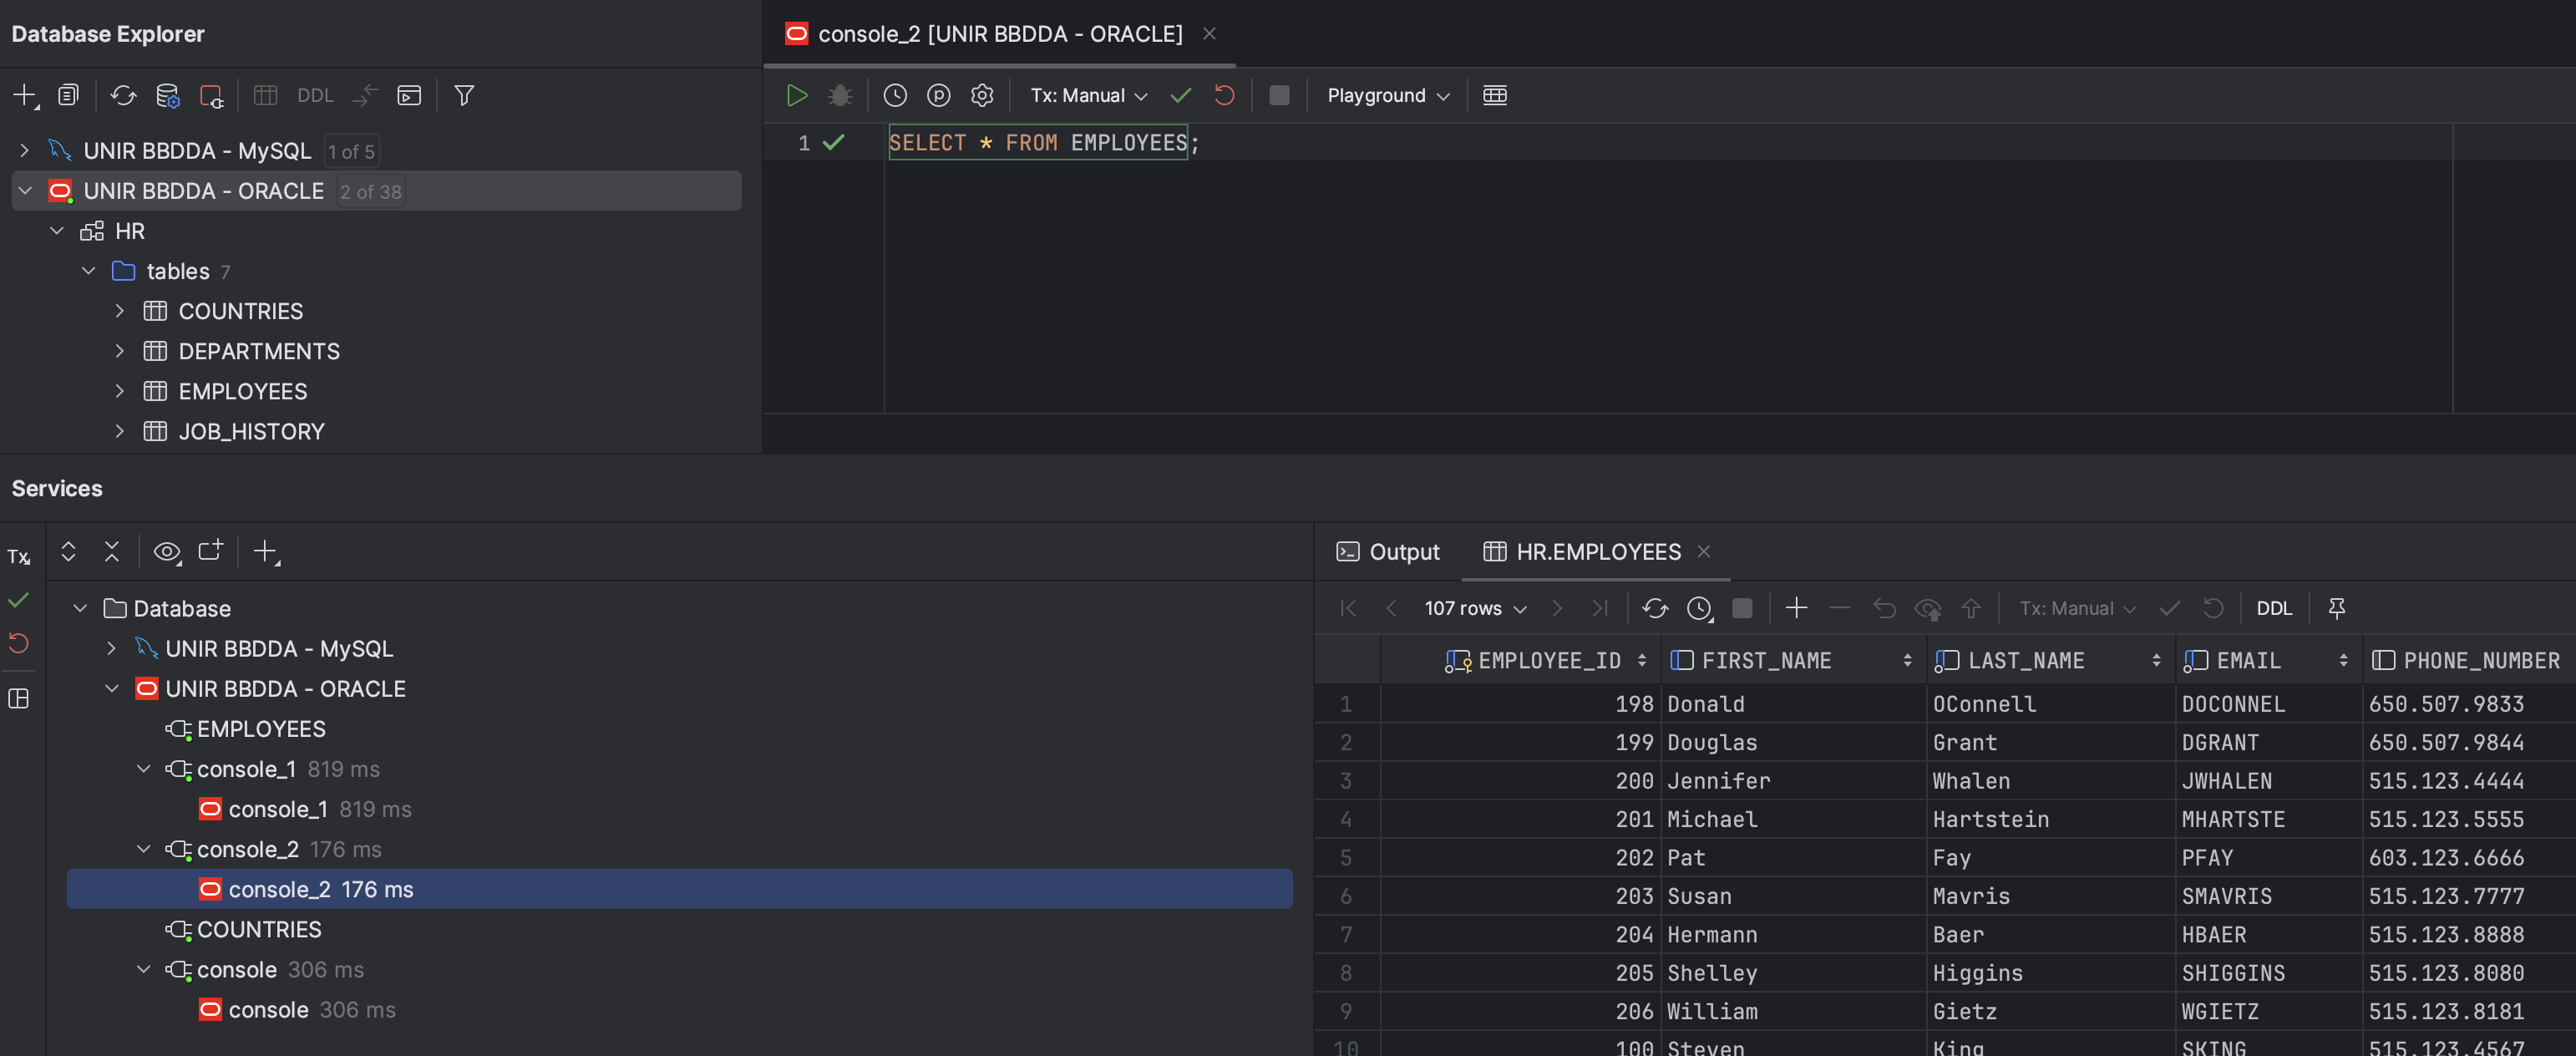 Database Explorer
DDL
UNIR BBDDA - MySQL 1 of 5
UNIR BBDDA - ORACLE 2 of 38
HR
tables 7
COUNTRIES
DEPARTMENTS
EMPLOYEES
JOB_HISTORY
console_2 [UNIR BBDDA - ORACLE]
Tx: Manual Playground
1 SELECT * FROM EMPLOYEES;
Services
Tx
Database
UNIR BBDDA - MySQL
UNIR BBDDA - ORACLE
EMPLOYEES
console_1 819 ms
console_1 819 ms
console_2 176 ms
console_2 176 ms
COUNTRIES
console 306 ms
console 306 ms
Output HR.EMPLOYEES
107 rows Tx: Manual DDL
EMPLOYEE_ID FIRST_NAME LAST_NAME EMAIL PHONE_NUMBER
1 198 Donald OConnell DOCONNEL 650.507.9833
2 199 Douglas Grant DGRANT 650.507.9844
3 200 Jennifer Whalen JWHALEN 515.123.4444
4 201 Michael Hartstein MHARTSTE 515.123.5555
5 202 Pat Fay PFAY 603.123.6666
6 203 Susan Mavris SMAVRIS 515.123.7777
7 204 Hermann Baer HBAER 515.123.8888
8 205 Shelley Higgins SHIGGINS 515.123.8080
9 206 William Gietz WGIETZ 515.123.8181
10 100 Steven King SKING 515.123.4567